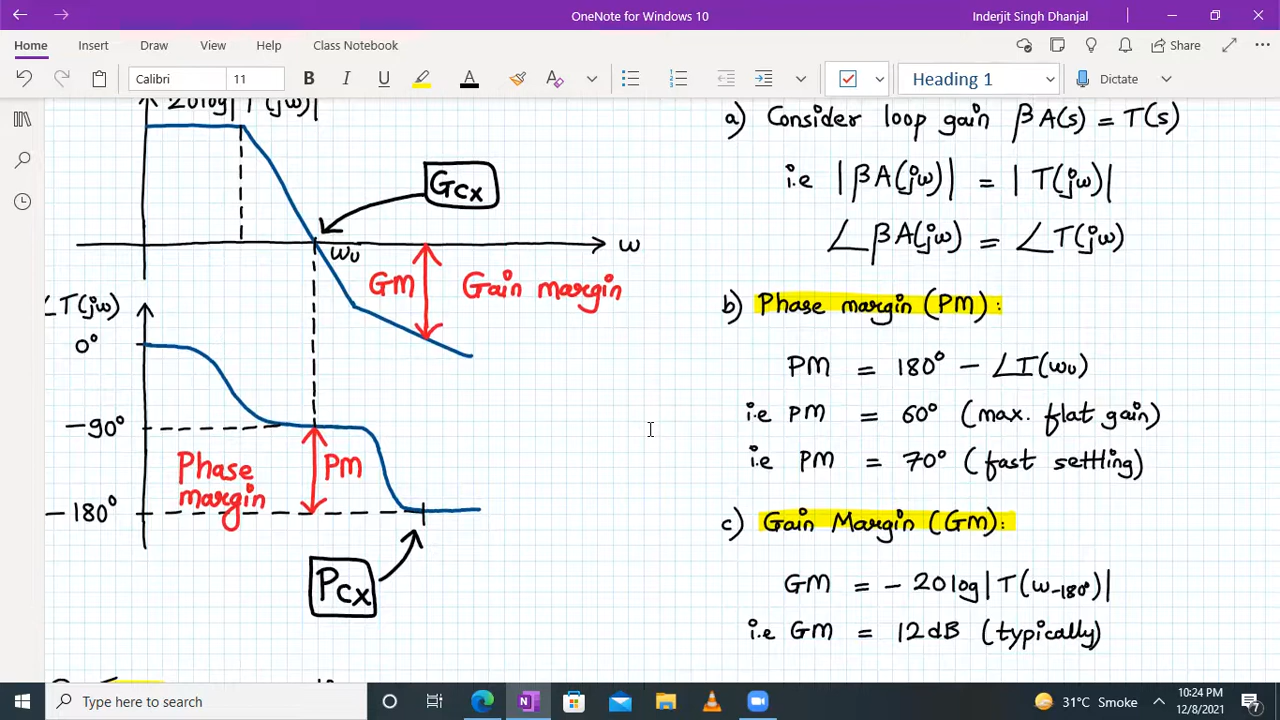 OneNote for Windows 10
Inderjit Singh Dhanjal
Home Insert Draw View Help Class Notebook
Share
Calibri 11 B I U A
Heading 1
Dictate
20log|T(jω)|
Gcx
ω₀
ω
GM Gain margin
∠T(jω)
0°
-90°
Phase margin
PM
-180°
Pcx
a) Consider loop gain βA(s) = T(s)
i.e |βA(jω)| = |T(jω)|
∠βA(jω) = ∠T(jω)
b) Phase margin (PM):
PM = 180° - ∠T(ω₀)
i.e PM = 60° (max. flat gain)
i.e PM = 70° (fast settling)
c) Gain Margin (GM):
GM = - 20log|T(ω-180°)|
i.e GM = 12dB (typically)
Type here to search
31°C Smoke
10:24 PM
12/8/2021
7